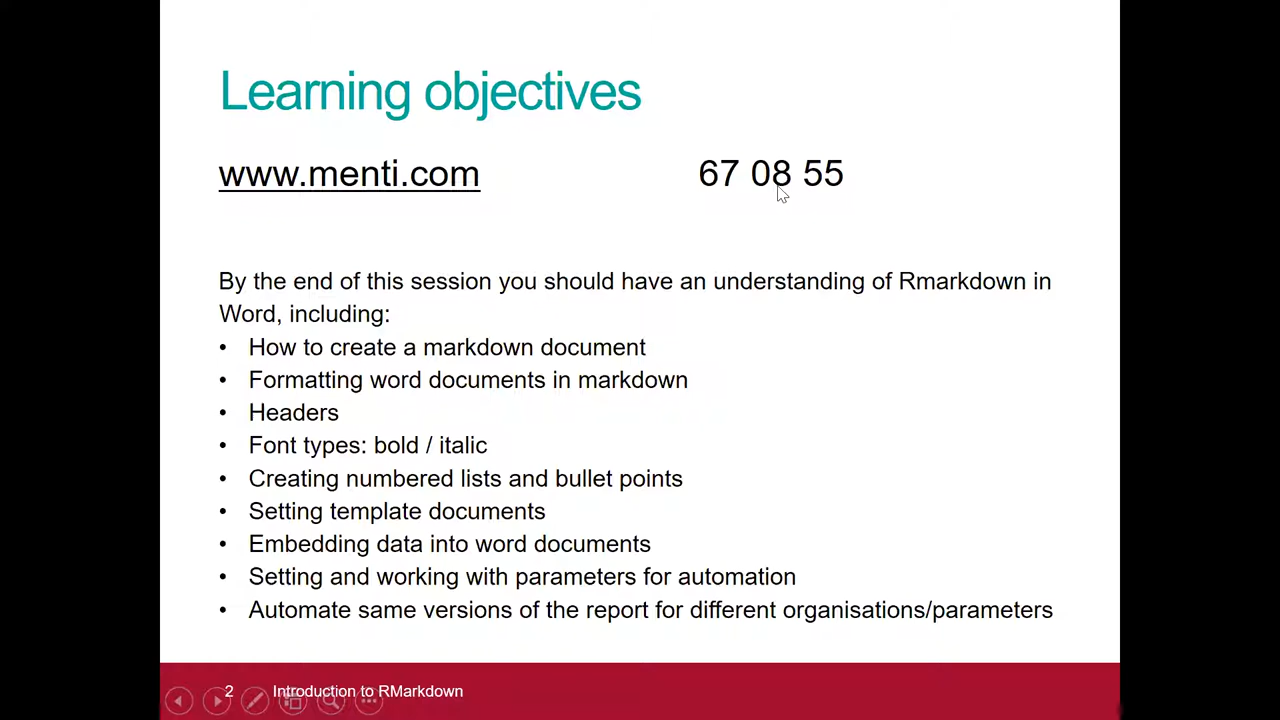 Learning objectives
www.menti.com 67 08 55
By the end of this session you should have an understanding of Rmarkdown in
Word, including:
• How to create a markdown document
• Formatting word documents in markdown
• Headers
• Font types: bold / italic
• Creating numbered lists and bullet points
• Setting template documents
• Embedding data into word documents
• Setting and working with parameters for automation
• Automate same versions of the report for different organisations/parameters
2 Introduction to RMarkdown